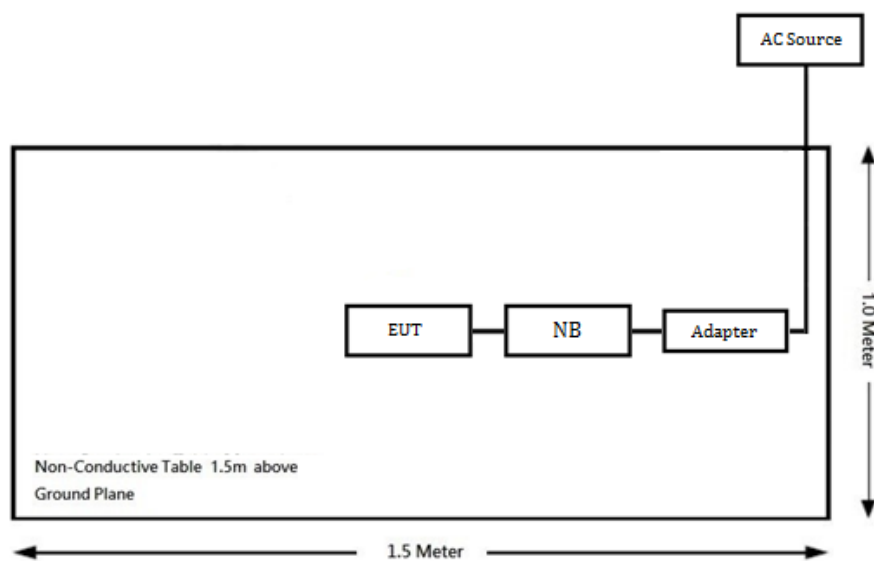 AC Source
EUT
NB
Adapter
1.0 Meter
Non-Conductive Table 1.5m above
Ground Plane
1.5 Meter